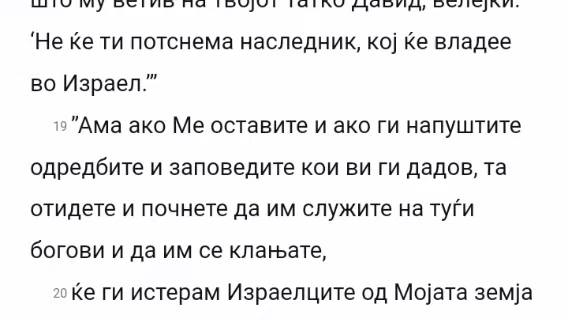 што му ветив на твојот татко Давид, велејќи:
‘Не ќе ти потснема наследник, кој ќе владее
во Израел.’”
19 ”Ама ако Ме оставите и ако ги напуштите
одредбите и заповедите кои ви ги дадов, та
отидете и почнете да им служите на туѓи
богови и да им се клањате,
20 ќе ги истерам Израелците од Мојата земја